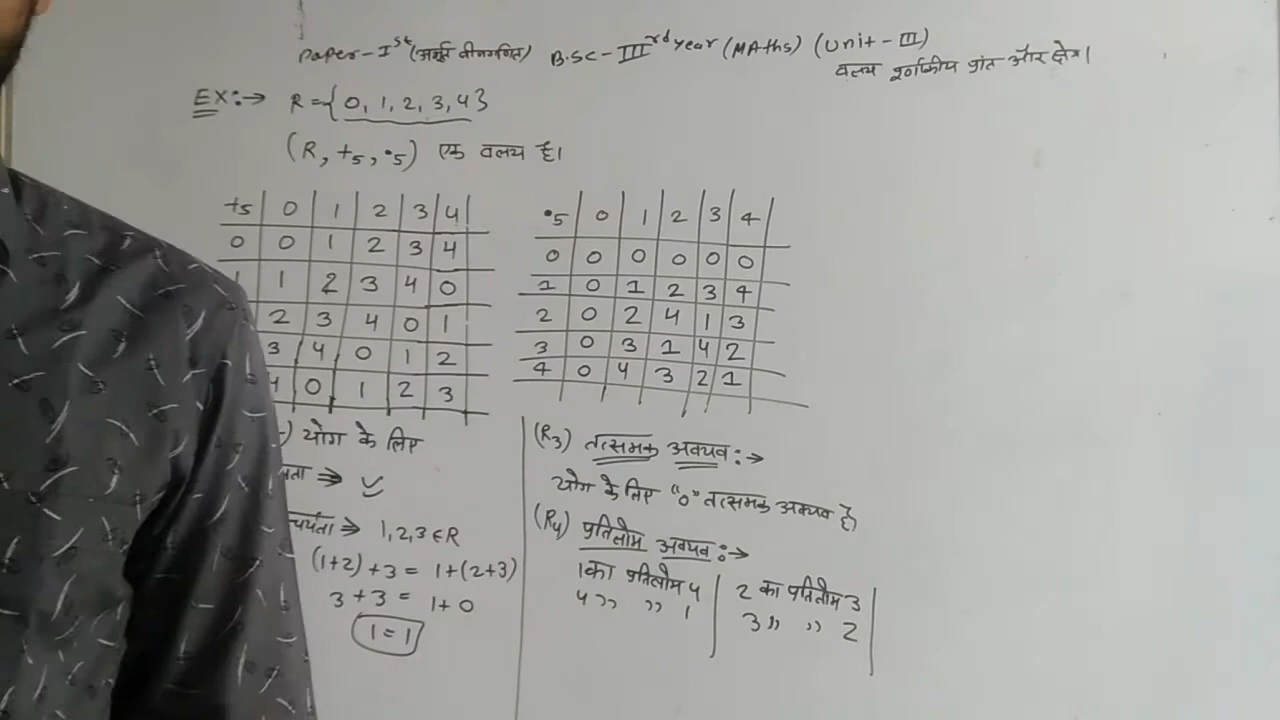 Paper-Ist (अमूर्त बीजगणित) B.SC-IIIrd year (MAths) (Unit-III)
वलय पूर्णांकीय प्रांत और क्षेत्र।
EX:→ R={0, 1, 2, 3, 4}
(R, +5, •5) एक वलय है।
+5 0 1 2 3 4
0 0 1 2 3 4
1 1 2 3 4 0
2 3 4 0 1
3 4 0 1 2
4 0 1 2 3
•5 0 1 2 3 4
0 0 0 0 0 0
1 0 1 2 3 4
2 0 2 4 1 3
3 0 3 1 4 2
4 0 4 3 2 1
) योग के लिए
⇒
⇒ 1,2,3 ∈ R
(1+2)+3 = 1+(2+3)
3+3 = 1+0
1=1
(R3) तत्समक अवयव:→
योग के लिए "0" तत्समक अवयव है
(R4) प्रतिलोम अवयव:→
1 का प्रतिलोम 4
4 ,, ,, 1
2 का प्रतिलोम 3
3 ,, ,, 2